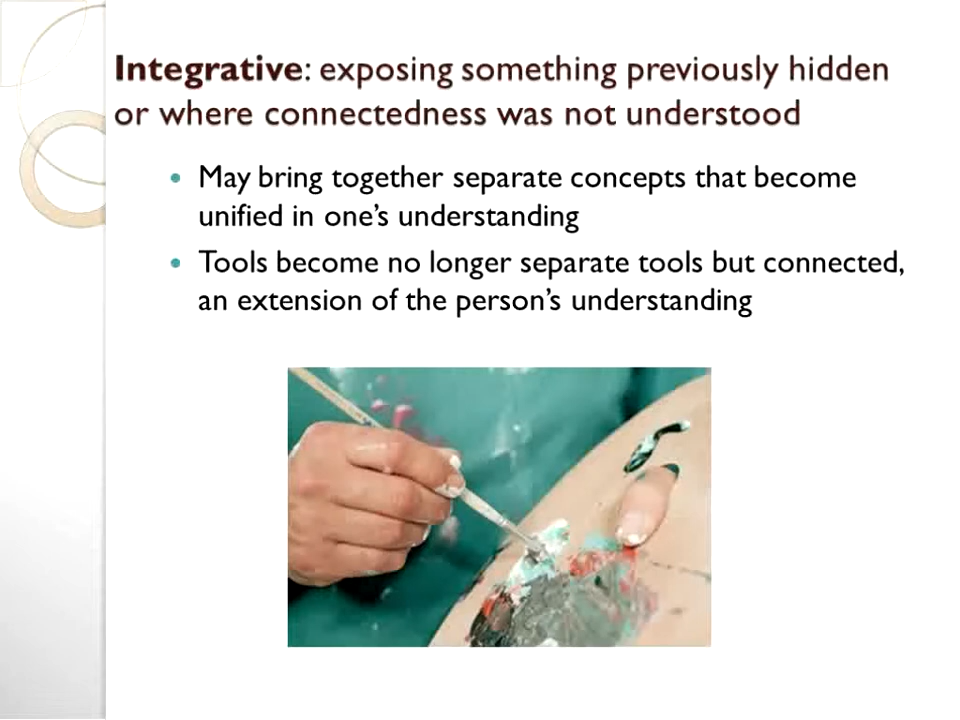 Integrative: exposing something previously hidden
or where connectedness was not understood
• May bring together separate concepts that become
unified in one's understanding
• Tools become no longer separate tools but connected,
an extension of the person's understanding